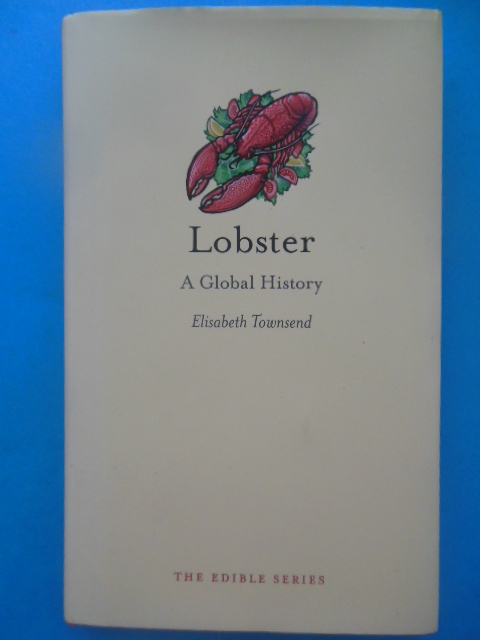 Lobster
A Global History
Elisabeth Townsend
THE EDIBLE SERIES